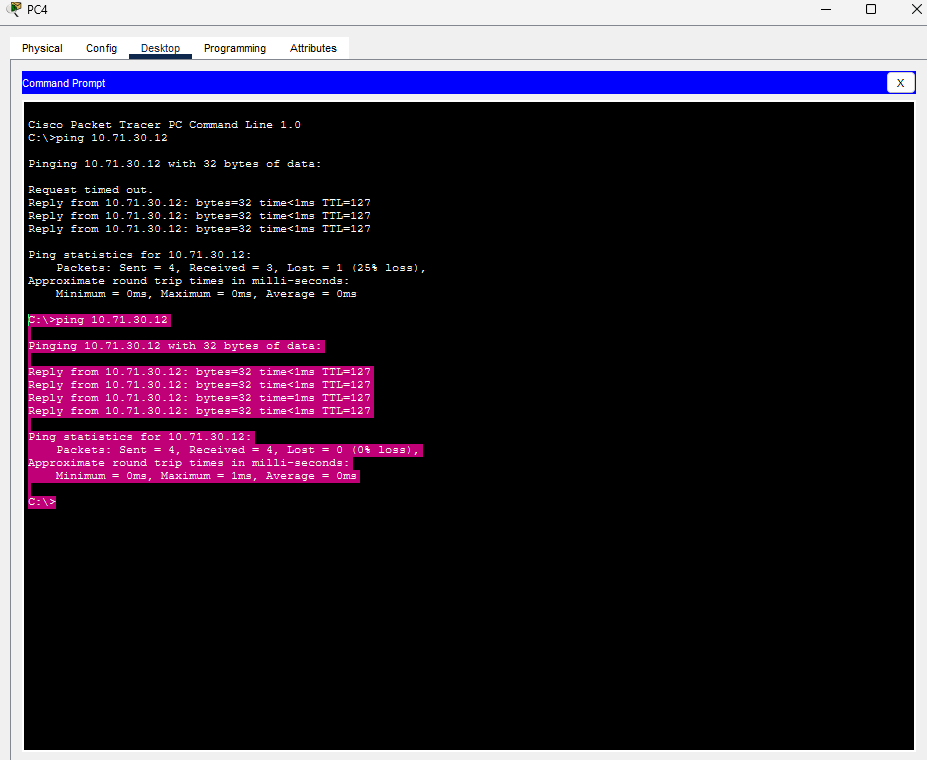 PC4
Physical Config Desktop Programming Attributes
Command Prompt
X
Cisco Packet Tracer PC Command Line 1.0
C:\>ping 10.71.30.12
Pinging 10.71.30.12 with 32 bytes of data:
Request timed out.
Reply from 10.71.30.12: bytes=32 time<1ms TTL=127
Reply from 10.71.30.12: bytes=32 time<1ms TTL=127
Reply from 10.71.30.12: bytes=32 time<1ms TTL=127
Ping statistics for 10.71.30.12:
Packets: Sent = 4, Received = 3, Lost = 1 (25% loss),
Approximate round trip times in milli-seconds:
Minimum = 0ms, Maximum = 0ms, Average = 0ms
C:\>ping 10.71.30.12
Pinging 10.71.30.12 with 32 bytes of data:
Reply from 10.71.30.12: bytes=32 time<1ms TTL=127
Reply from 10.71.30.12: bytes=32 time<1ms TTL=127
Reply from 10.71.30.12: bytes=32 time=1ms TTL=127
Reply from 10.71.30.12: bytes=32 time<1ms TTL=127
Ping statistics for 10.71.30.12:
Packets: Sent = 4, Received = 4, Lost = 0 (0% loss),
Approximate round trip times in milli-seconds:
Minimum = 0ms, Maximum = 1ms, Average = 0ms
C:\>